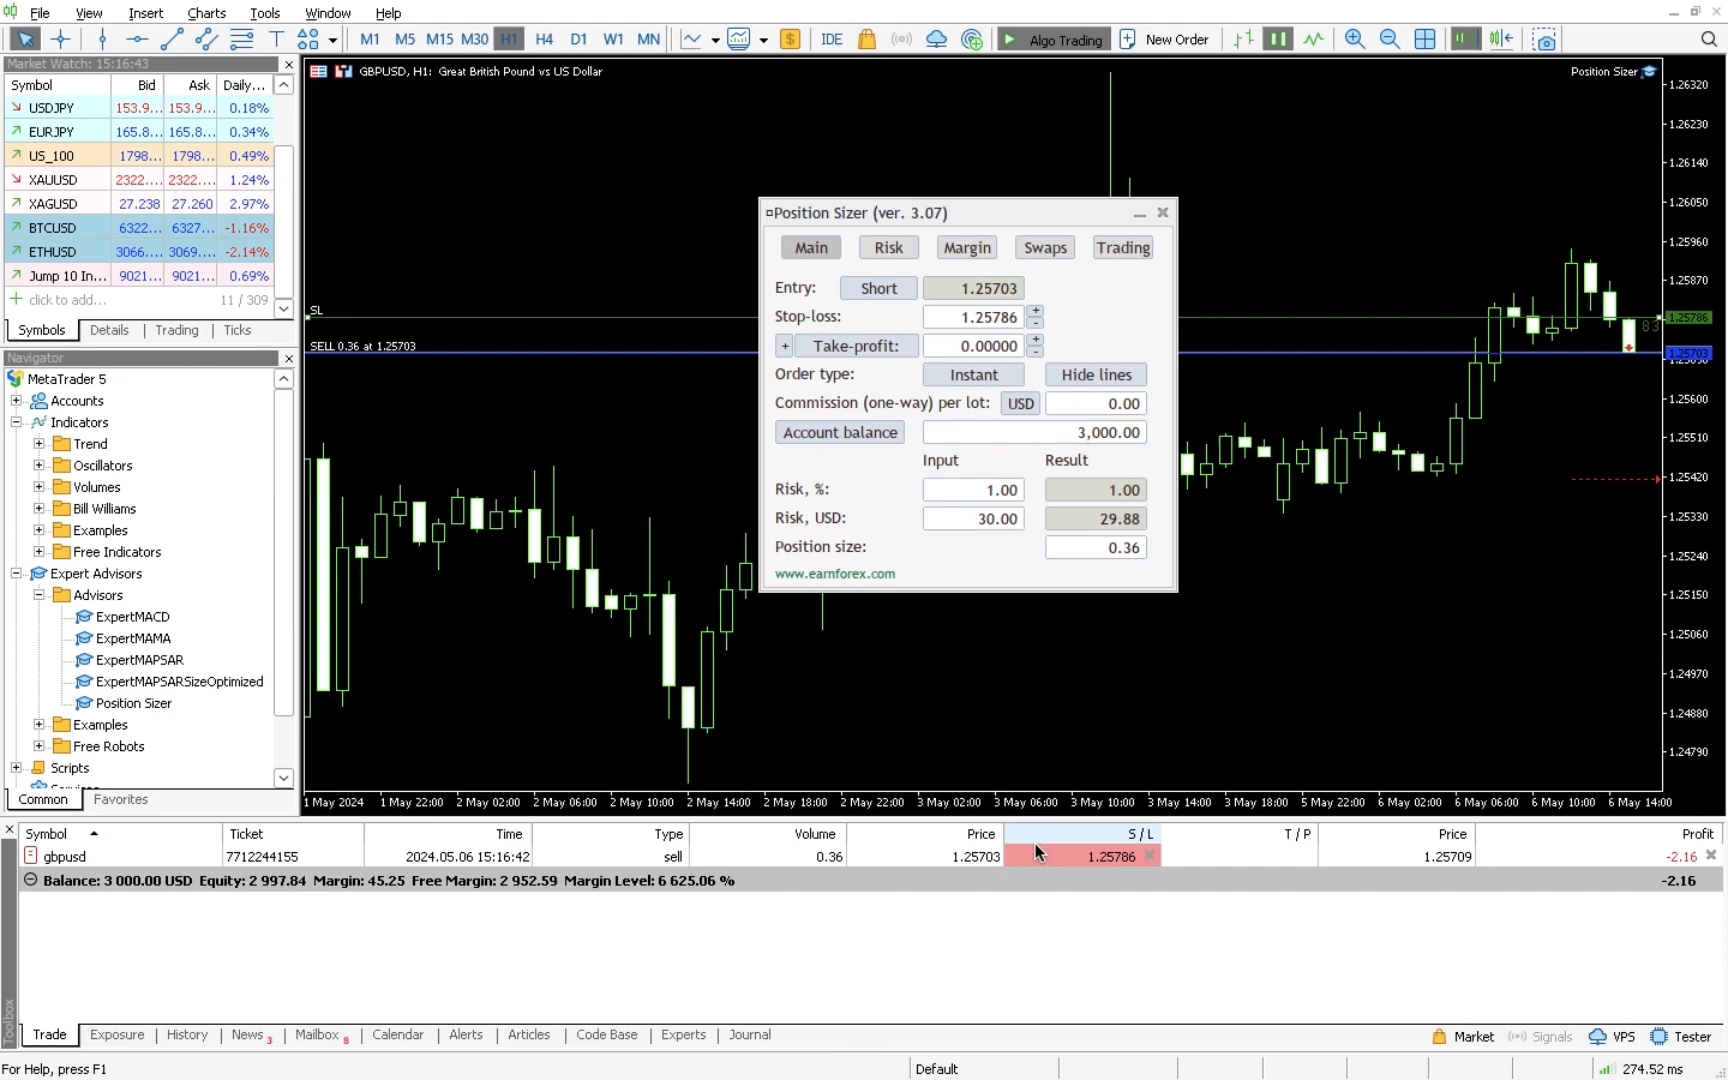 File View Insert Charts Tools Window Help
M1 M5 M15 M30 H1 H4 D1 W1 MN IDE Algo Trading New Order
Market Watch: 15:16:43
Symbol Bid Ask Daily...
USDJPY 153.9... 153.9... 0.18%
EURJPY 165.8... 165.8... 0.34%
US_100 1798... 1798... 0.49%
XAUUSD 2322.... 2322.... 1.24%
XAGUSD 27.238 27.260 2.97%
BTCUSD 6322... 6327... -1.16%
ETHUSD 3066.... 3069.... -2.14%
Jump 10 In... 9021... 9021... 0.69%
click to add... 11 / 309
Symbols Details Trading Ticks
Navigator
MetaTrader 5
Accounts
Indicators
Trend
Oscillators
Volumes
Bill Williams
Examples
Free Indicators
Expert Advisors
Advisors
ExpertMACD
ExpertMAMA
ExpertMAPSAR
ExpertMAPSARSizeOptimized
Position Sizer
Examples
Free Robots
Scripts
Common Favorites
GBPUSD, H1: Great British Pound vs US Dollar
Position Sizer
SL
SELL 0.36 at 1.25703
83
Position Sizer (ver. 3.07)
Main Risk Margin Swaps Trading
Entry: Short 1.25703
Stop-loss: 1.25786 + -
+ Take-profit: 0.00000 + -
Order type: Instant Hide lines
Commission (one-way) per lot: USD 0.00
Account balance 3,000.00
Input Result
Risk, %: 1.00 1.00
Risk, USD: 30.00 29.88
Position size: 0.36
www.earnforex.com
1.26320
1.26230
1.26140
1.26050
1.25960
1.25870
1.25786
1.25703
1.25600
1.25510
1.25420
1.25330
1.25240
1.25150
1.25060
1.24970
1.24880
1.24790
1 May 2024 1 May 22:00 2 May 02:00 2 May 06:00 2 May 10:00 2 May 14:00 2 May 18:00 2 May 22:00 3 May 02:00 3 May 06:00 3 May 10:00 3 May 14:00 3 May 18:00 5 May 22:00 6 May 02:00 6 May 06:00 6 May 10:00 6 May 14:00
Symbol Ticket Time Type Volume Price S / L T / P Price Profit
gbpusd 7712244155 2024.05.06 15:16:42 sell 0.36 1.25703 1.25786 1.25709 -2.16
Balance: 3 000.00 USD Equity: 2 997.84 Margin: 45.25 Free Margin: 2 952.59 Margin Level: 6 625.06 % -2.16
Toolbox
Trade Exposure History News 3 Mailbox 8 Calendar Alerts Articles Code Base Experts Journal Market Signals VPS Tester
For Help, press F1 Default 274.52 ms